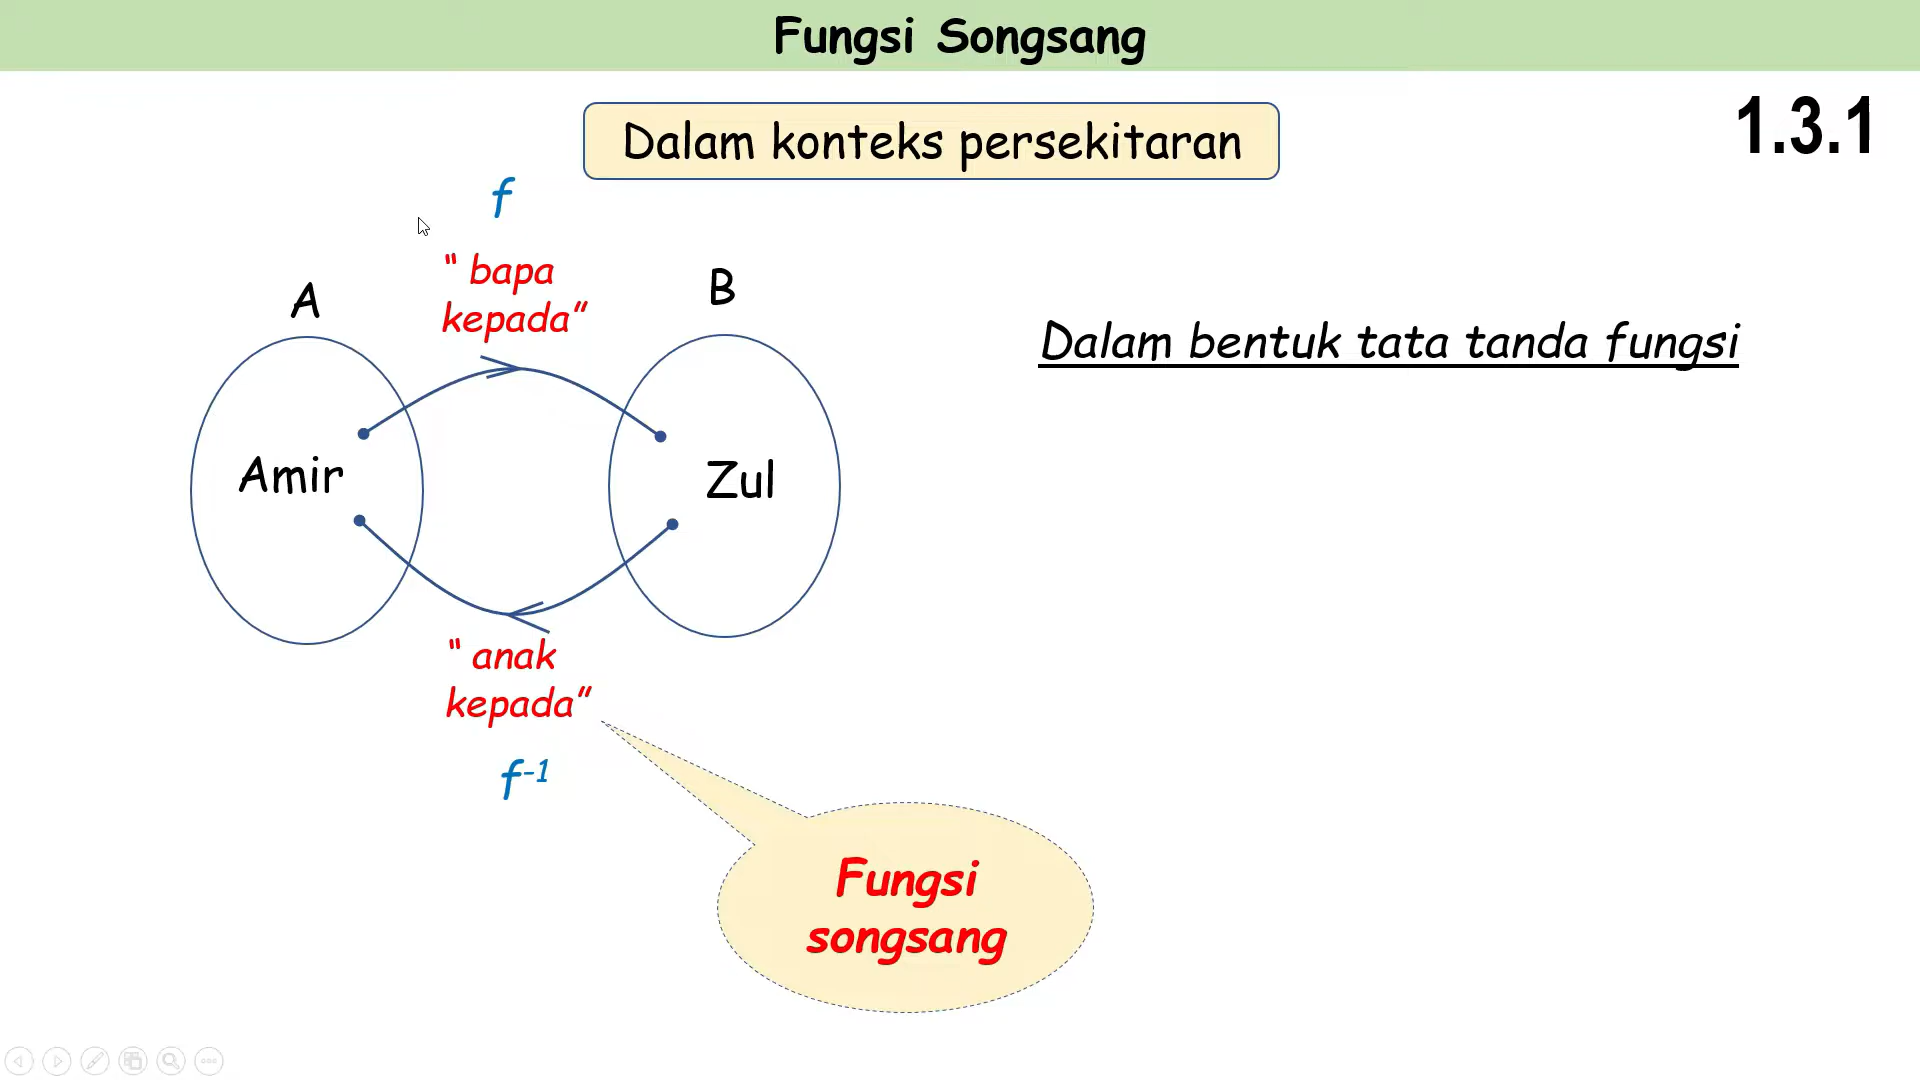 Fungsi Songsang
Dalam konteks persekitaran
1.3.1
f
“ bapa
kepada”
A
B
Dalam bentuk tata tanda fungsi
Amir
Zul
“ anak
kepada”
f⁻¹
Fungsi
songsang